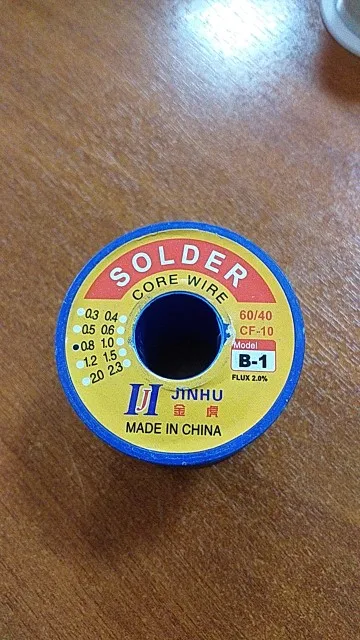 SOLDER
CORE WIRE
0.3 0.4
0.5 0.6
0.8 1.0
1.2 1.5
2.0 2.3
60/40
CF-10
Model
B-1
FLUX 2.0%
JJH JINHU
金虎
MADE IN CHINA